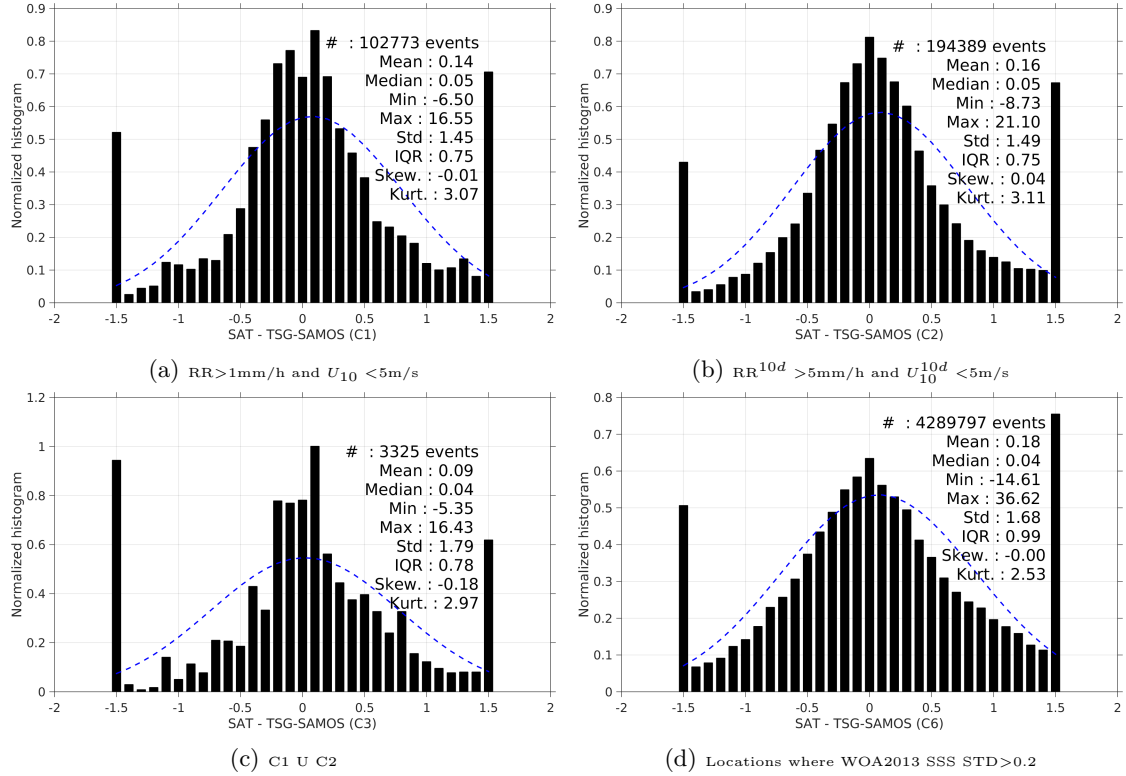 0.9
0.8
0.7
0.6
0.5
0.4
0.3
0.2
0.1
0
Normalized histogram
# : 102773 events
Mean : 0.14
Median : 0.05
Min : -6.50
Max : 16.55
Std : 1.45
IQR : 0.75
Skew. : -0.01
Kurt. : 3.07
-2 -1.5 -1 -0.5 0 0.5 1 1.5 2
SAT - TSG-SAMOS (C1)
(a) RR>1mm/h and U10 <5m/s
0.9
0.8
0.7
0.6
0.5
0.4
0.3
0.2
0.1
0
Normalized histogram
# : 194389 events
Mean : 0.16
Median : 0.05
Min : -8.73
Max : 21.10
Std : 1.49
IQR : 0.75
Skew. : 0.04
Kurt. : 3.11
-2 -1.5 -1 -0.5 0 0.5 1 1.5 2
SAT - TSG-SAMOS (C2)
(b) RR^10d >5mm/h and U10^10d <5m/s
1.2
1
0.8
0.6
0.4
0.2
0
Normalized histogram
# : 3325 events
Mean : 0.09
Median : 0.04
Min : -5.35
Max : 16.43
Std : 1.79
IQR : 0.78
Skew. : -0.18
Kurt. : 2.97
-2 -1.5 -1 -0.5 0 0.5 1 1.5 2
SAT - TSG-SAMOS (C3)
(c) C1 U C2
0.8
0.7
0.6
0.5
0.4
0.3
0.2
0.1
0
Normalized histogram
# : 4289797 events
Mean : 0.18
Median : 0.04
Min : -14.61
Max : 36.62
Std : 1.68
IQR : 0.99
Skew. : -0.00
Kurt. : 2.53
-2 -1.5 -1 -0.5 0 0.5 1 1.5 2
SAT - TSG-SAMOS (C6)
(d) Locations where WOA2013 SSS STD>0.2